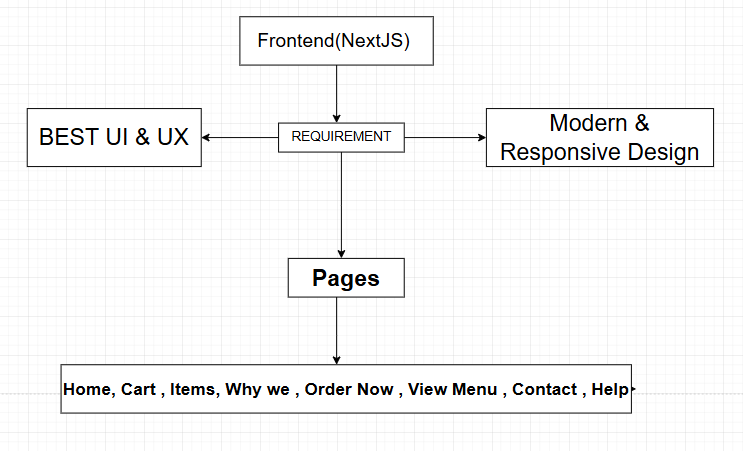 Frontend(NextJS)
BEST UI & UX
REQUIREMENT
Modern &
Responsive Design
Pages
Home, Cart , Items, Why we , Order Now , View Menu , Contact , Help